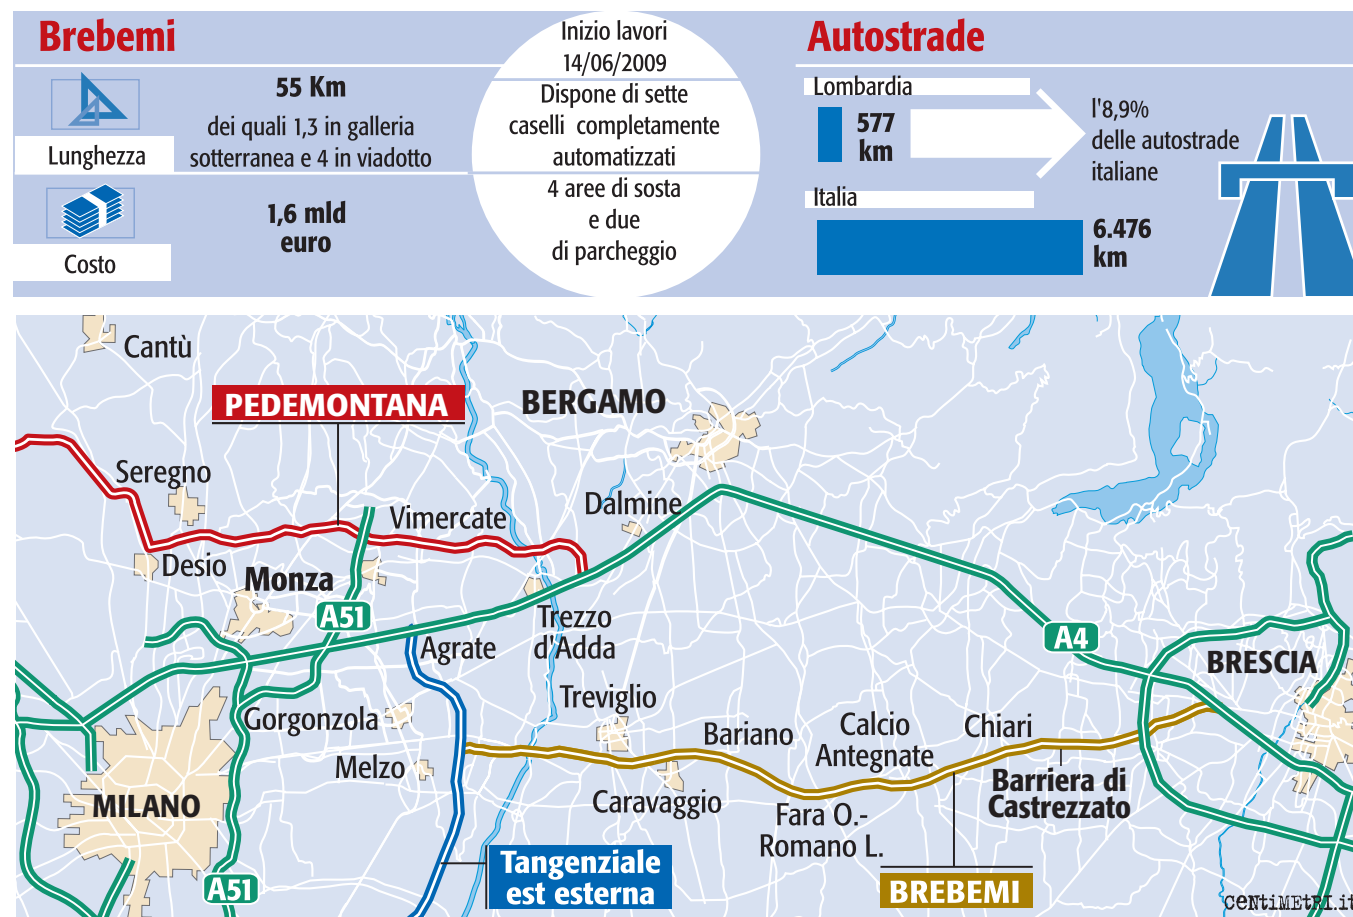 Brebemi
55 Km
dei quali 1,3 in galleria
sotterranea e 4 in viadotto
Lunghezza
1,6 mld
euro
Costo
Inizio lavori
14/06/2009
Dispone di sette
caselli completamente
automatizzati
4 aree di sosta
e due
di parcheggio
Autostrade
Lombardia
577
km
l'8,9%
delle autostrade
italiane
Italia
6.476
km
Cantù
PEDEMONTANA
BERGAMO
Seregno
Dalmine
Vimercate
Desio
Monza
A51
Trezzo
d'Adda
Agrate
A4
BRESCIA
Treviglio
Gorgonzola
Bariano
Calcio
Antegnate
Chiari
Melzo
Barriera di
Castrezzato
MILANO
Caravaggio
Fara O.-
Romano L.
Tangenziale
est esterna
A51
BREBEMI
CENTIMETRI.it